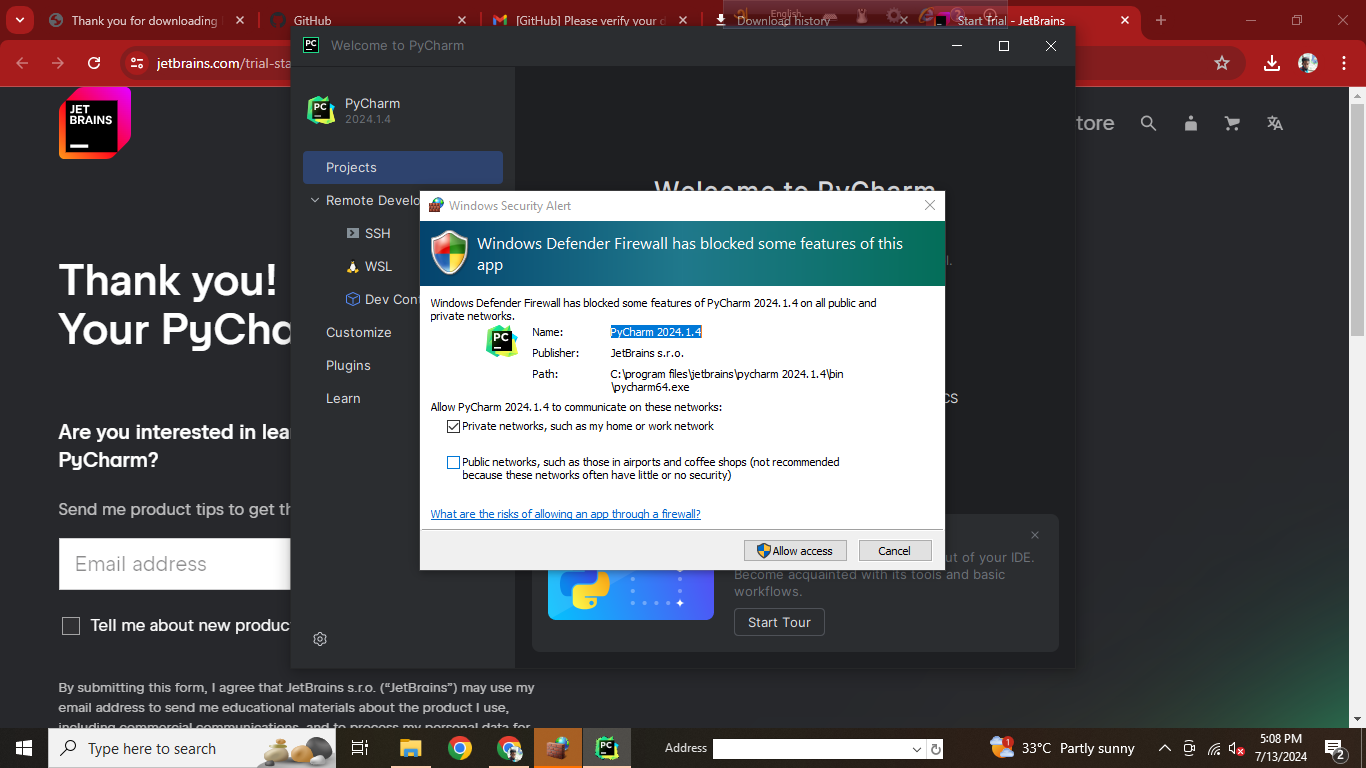 Thank you for downloading
GitHub
[GitHub] Please verify your d
Download history
English
Start Trial - JetBrains
jetbrains.com/trial-sta
PC
Welcome to PyCharm
JET
BRAINS
PC
PyCharm
2024.1.4
tore
Projects
Remote Develo
SSH
WSL
Dev Cont
Customize
Plugins
Learn
Welcome to PyCharm
Windows Security Alert
Windows Defender Firewall has blocked some features of this
app
Windows Defender Firewall has blocked some features of PyCharm 2024.1.4 on all public and
private networks.
PC
Name: PyCharm 2024.1.4
Publisher: JetBrains s.r.o.
Path: C:\program files\jetbrains\pycharm 2024.1.4\bin
\pycharm64.exe
Allow PyCharm 2024.1.4 to communicate on these networks:
Private networks, such as my home or work network
Public networks, such as those in airports and coffee shops (not recommended
because these networks often have little or no security)
What are the risks of allowing an app through a firewall?
Allow access
Cancel
Thank you!
Your PyCha
Are you interested in lea
PyCharm?
Send me product tips to get th
Email address
Tell me about new produc
By submitting this form, I agree that JetBrains s.r.o. ("JetBrains") may use my
email address to send me educational materials about the product I use,
including commercial communications, and to process my personal data for
CS
ut of your IDE.
Become acquainted with its tools and basic
workflows.
Start Tour
Type here to search
PC
Address
1
33°C Partly sunny
5:08 PM
7/13/2024
2